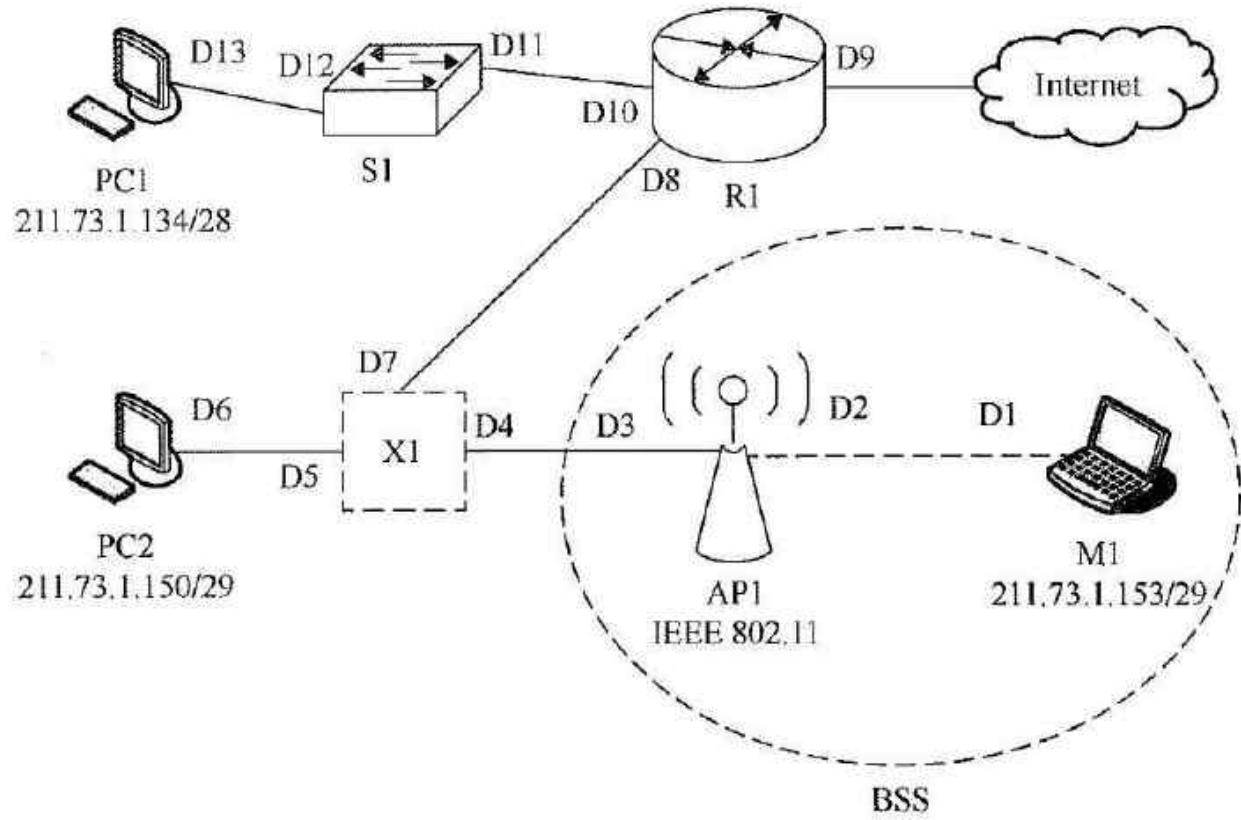 D13
D12
D11
D9
Internet
D10
PC1
211.73.1.134/28
S1
D8
R1
D7
D6
D5
X1
D4
D3
D2
D1
PC2
211.73.1.150/29
AP1
IEEE 802.11
M1
211.73.1.153/29
BSS